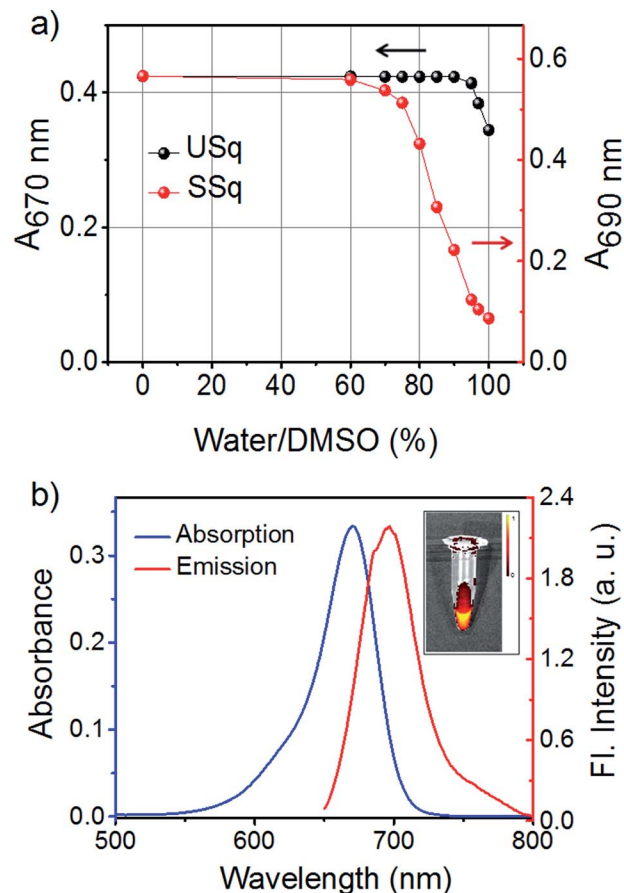 a)
0.4
0.2
0.0
A670 nm
USq
SSq
0.6
0.4
0.2
0.0
A690 nm
0 20 40 60 80 100
Water/DMSO (%)
b)
0.3
0.2
0.1
0.0
Absorbance
Absorption
Emission
1
0
2.4
1.8
1.2
0.6
0.0
Fl. Intensity (a. u.)
500 600 700 800
Wavelength (nm)